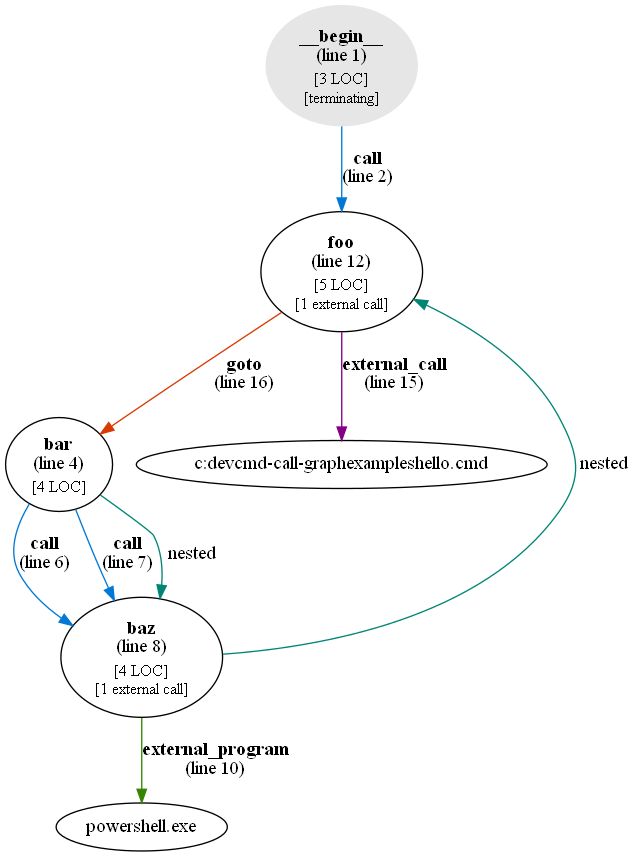 __begin__
(line 1)
[3 LOC]
[terminating]
call
(line 2)
foo
(line 12)
[5 LOC]
[1 external call]
goto
(line 16)
external_call
(line 15)
bar
(line 4)
[4 LOC]
c:devcmd-call-graphexampleshello.cmd
nested
call
(line 6)
call
(line 7)
nested
baz
(line 8)
[4 LOC]
[1 external call]
external_program
(line 10)
powershell.exe